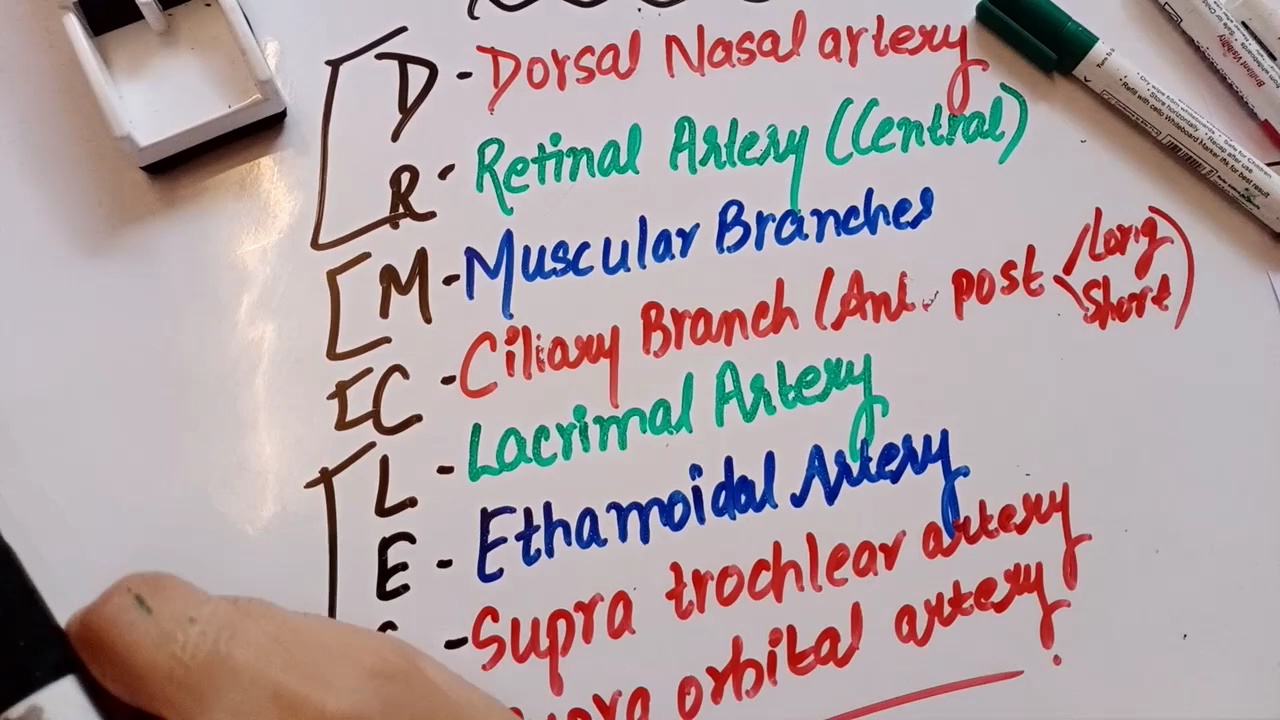 D - Dorsal Nasal artery
R - Retinal Artery (Central)
M - Muscular Branches
C - Ciliary Branch (Ant. post < Long Short)
L - Lacrimal Artery
E - Ethamoidal Artery
- Supra trochlear artery
orbital artery